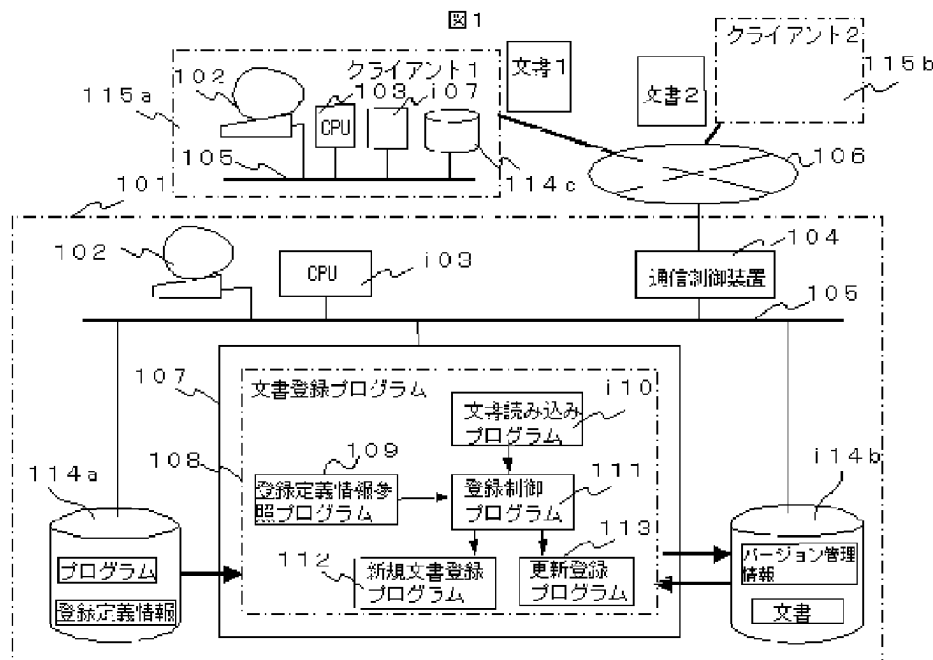 図１
クライアント１
文書１
文書２
クライアント２
１１５ｂ
１１５ａ
１０２
１０３
ｉ０７
CPU
１０５
１１４ｃ
１０６
１０１
１０２
CPU
ｉ０３
１０４
通信制御装置
１０５
１０７
文書登録プログラム
ｉ１０
文書読み込み
プログラム
１０８
１０９
登録定義情報参
照プログラム
登録制御
プログラム
１１１
１１２
新規文書登録
プログラム
１１３
更新登録
プログラム
１１４ａ
プログラム
登録定義情報
ｉ１４ｂ
バージョン管理
情報
文書